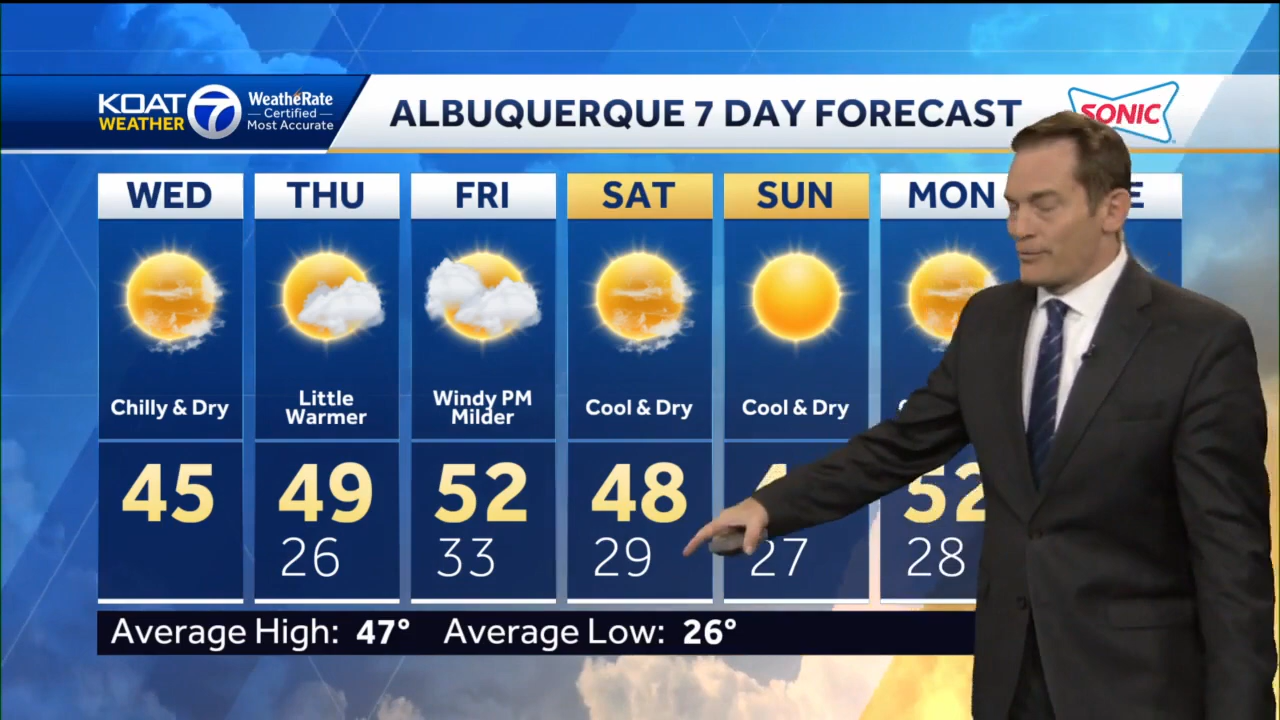 KOAT
WEATHER
7
WeatheRate
Certified
Most Accurate
ALBUQUERQUE 7 DAY FORECAST
SONIC
WED
THU
FRI
SAT
SUN
MON
Chilly & Dry
Little
Warmer
Windy PM
Milder
Cool & Dry
Cool & Dry
45
49
52
48
52
26
33
29
27
28
Average High: 47° Average Low: 26°